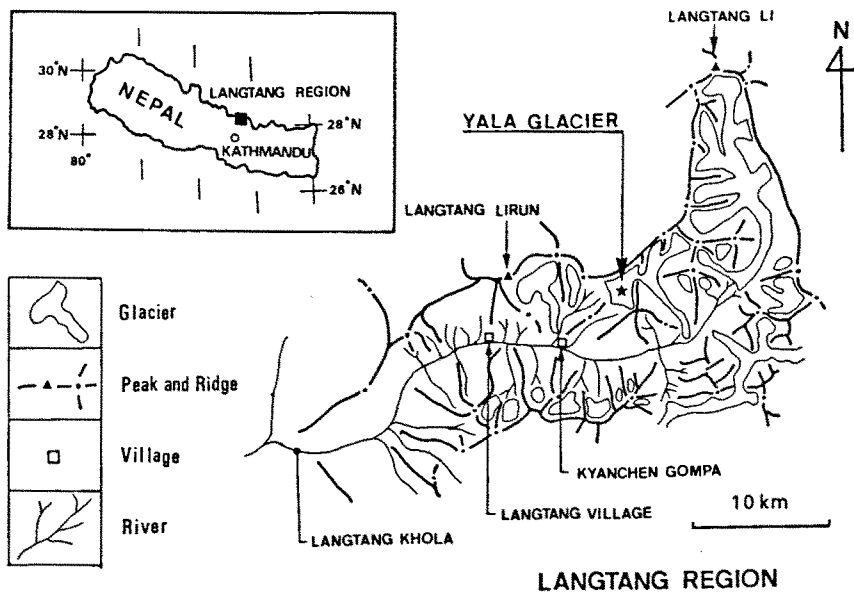 LANGTANG LI
N
30°N
NEPAL
LANGTANG REGION
28°N
28°N
KATHMANDU
80°
26°N
YALA GLACIER
LANGTANG LIRUN
Glacier
Peak and Ridge
Village
River
KYANCHEN GOMPA
LANGTANG VILLAGE
10 km
LANGTANG KHOLA
LANGTANG REGION